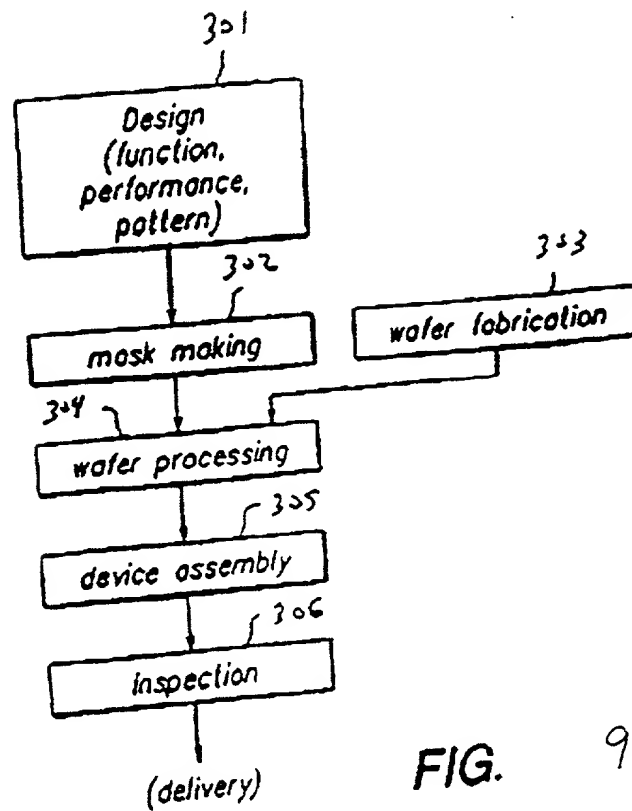 301
Design
(function,
performance,
pattern)
302
303
mask making
wafer fabrication
304
wafer processing
305
device assembly
306
inspection
(delivery)
FIG. 9